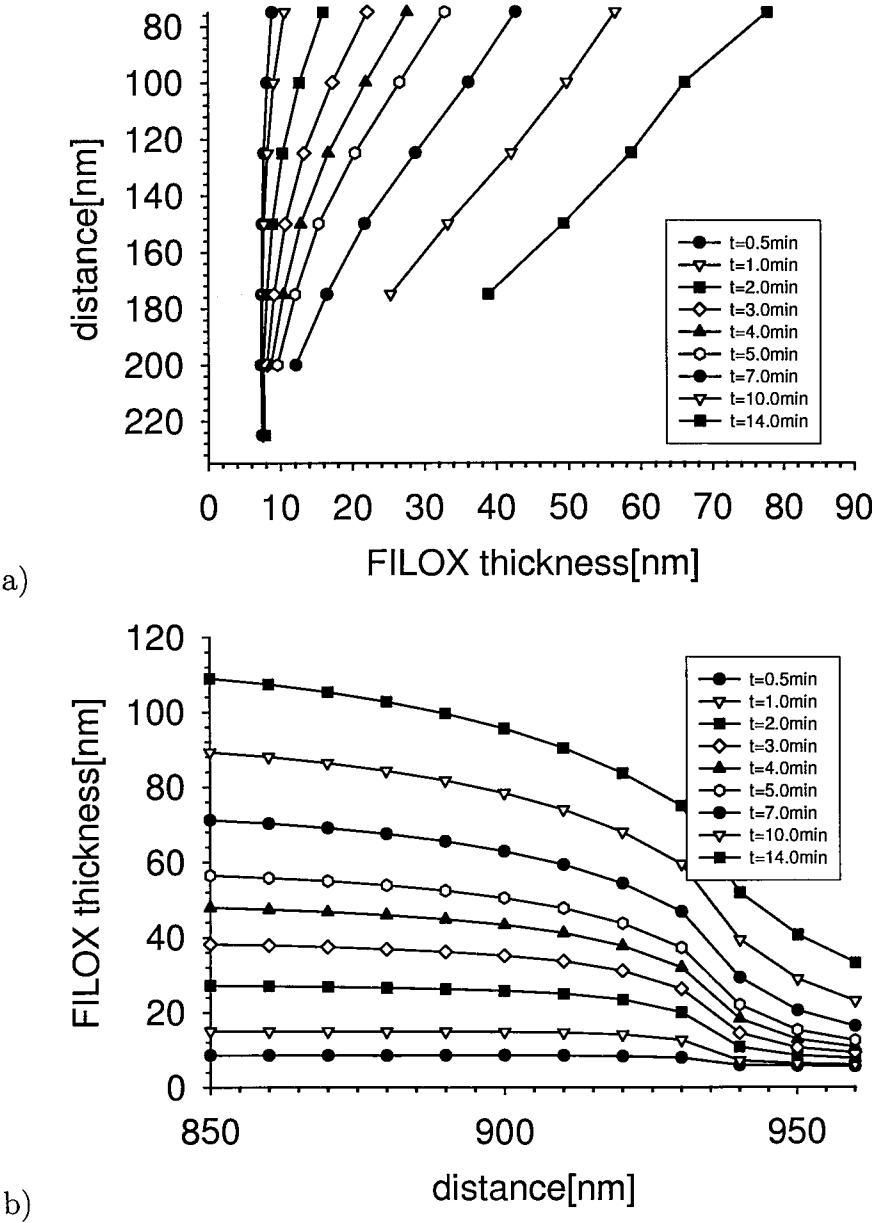 80
100
120
140
160
180
200
220
distance[nm]
t=0.5min
t=1.0min
t=2.0min
t=3.0min
t=4.0min
t=5.0min
t=7.0min
t=10.0min
t=14.0min
0 10 20 30 40 50 60 70 80 90
FILOX thickness[nm]
a)
120
100
80
60
40
20
0
FILOX thickness[nm]
t=0.5min
t=1.0min
t=2.0min
t=3.0min
t=4.0min
t=5.0min
t=7.0min
t=10.0min
t=14.0min
850 900 950
distance[nm]
b)